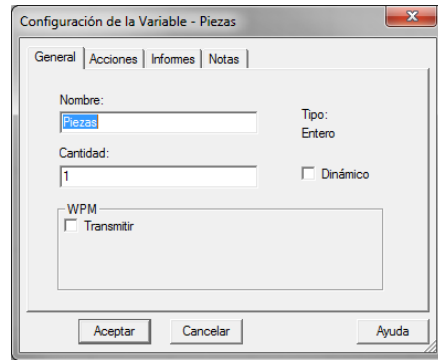 Configuración de la Variable - Piezas
General Acciones Informes Notas
Nombre:
Piezas
Tipo:
Entero
Cantidad:
1
Dinámico
WPM
Transmitir
Aceptar Cancelar Ayuda